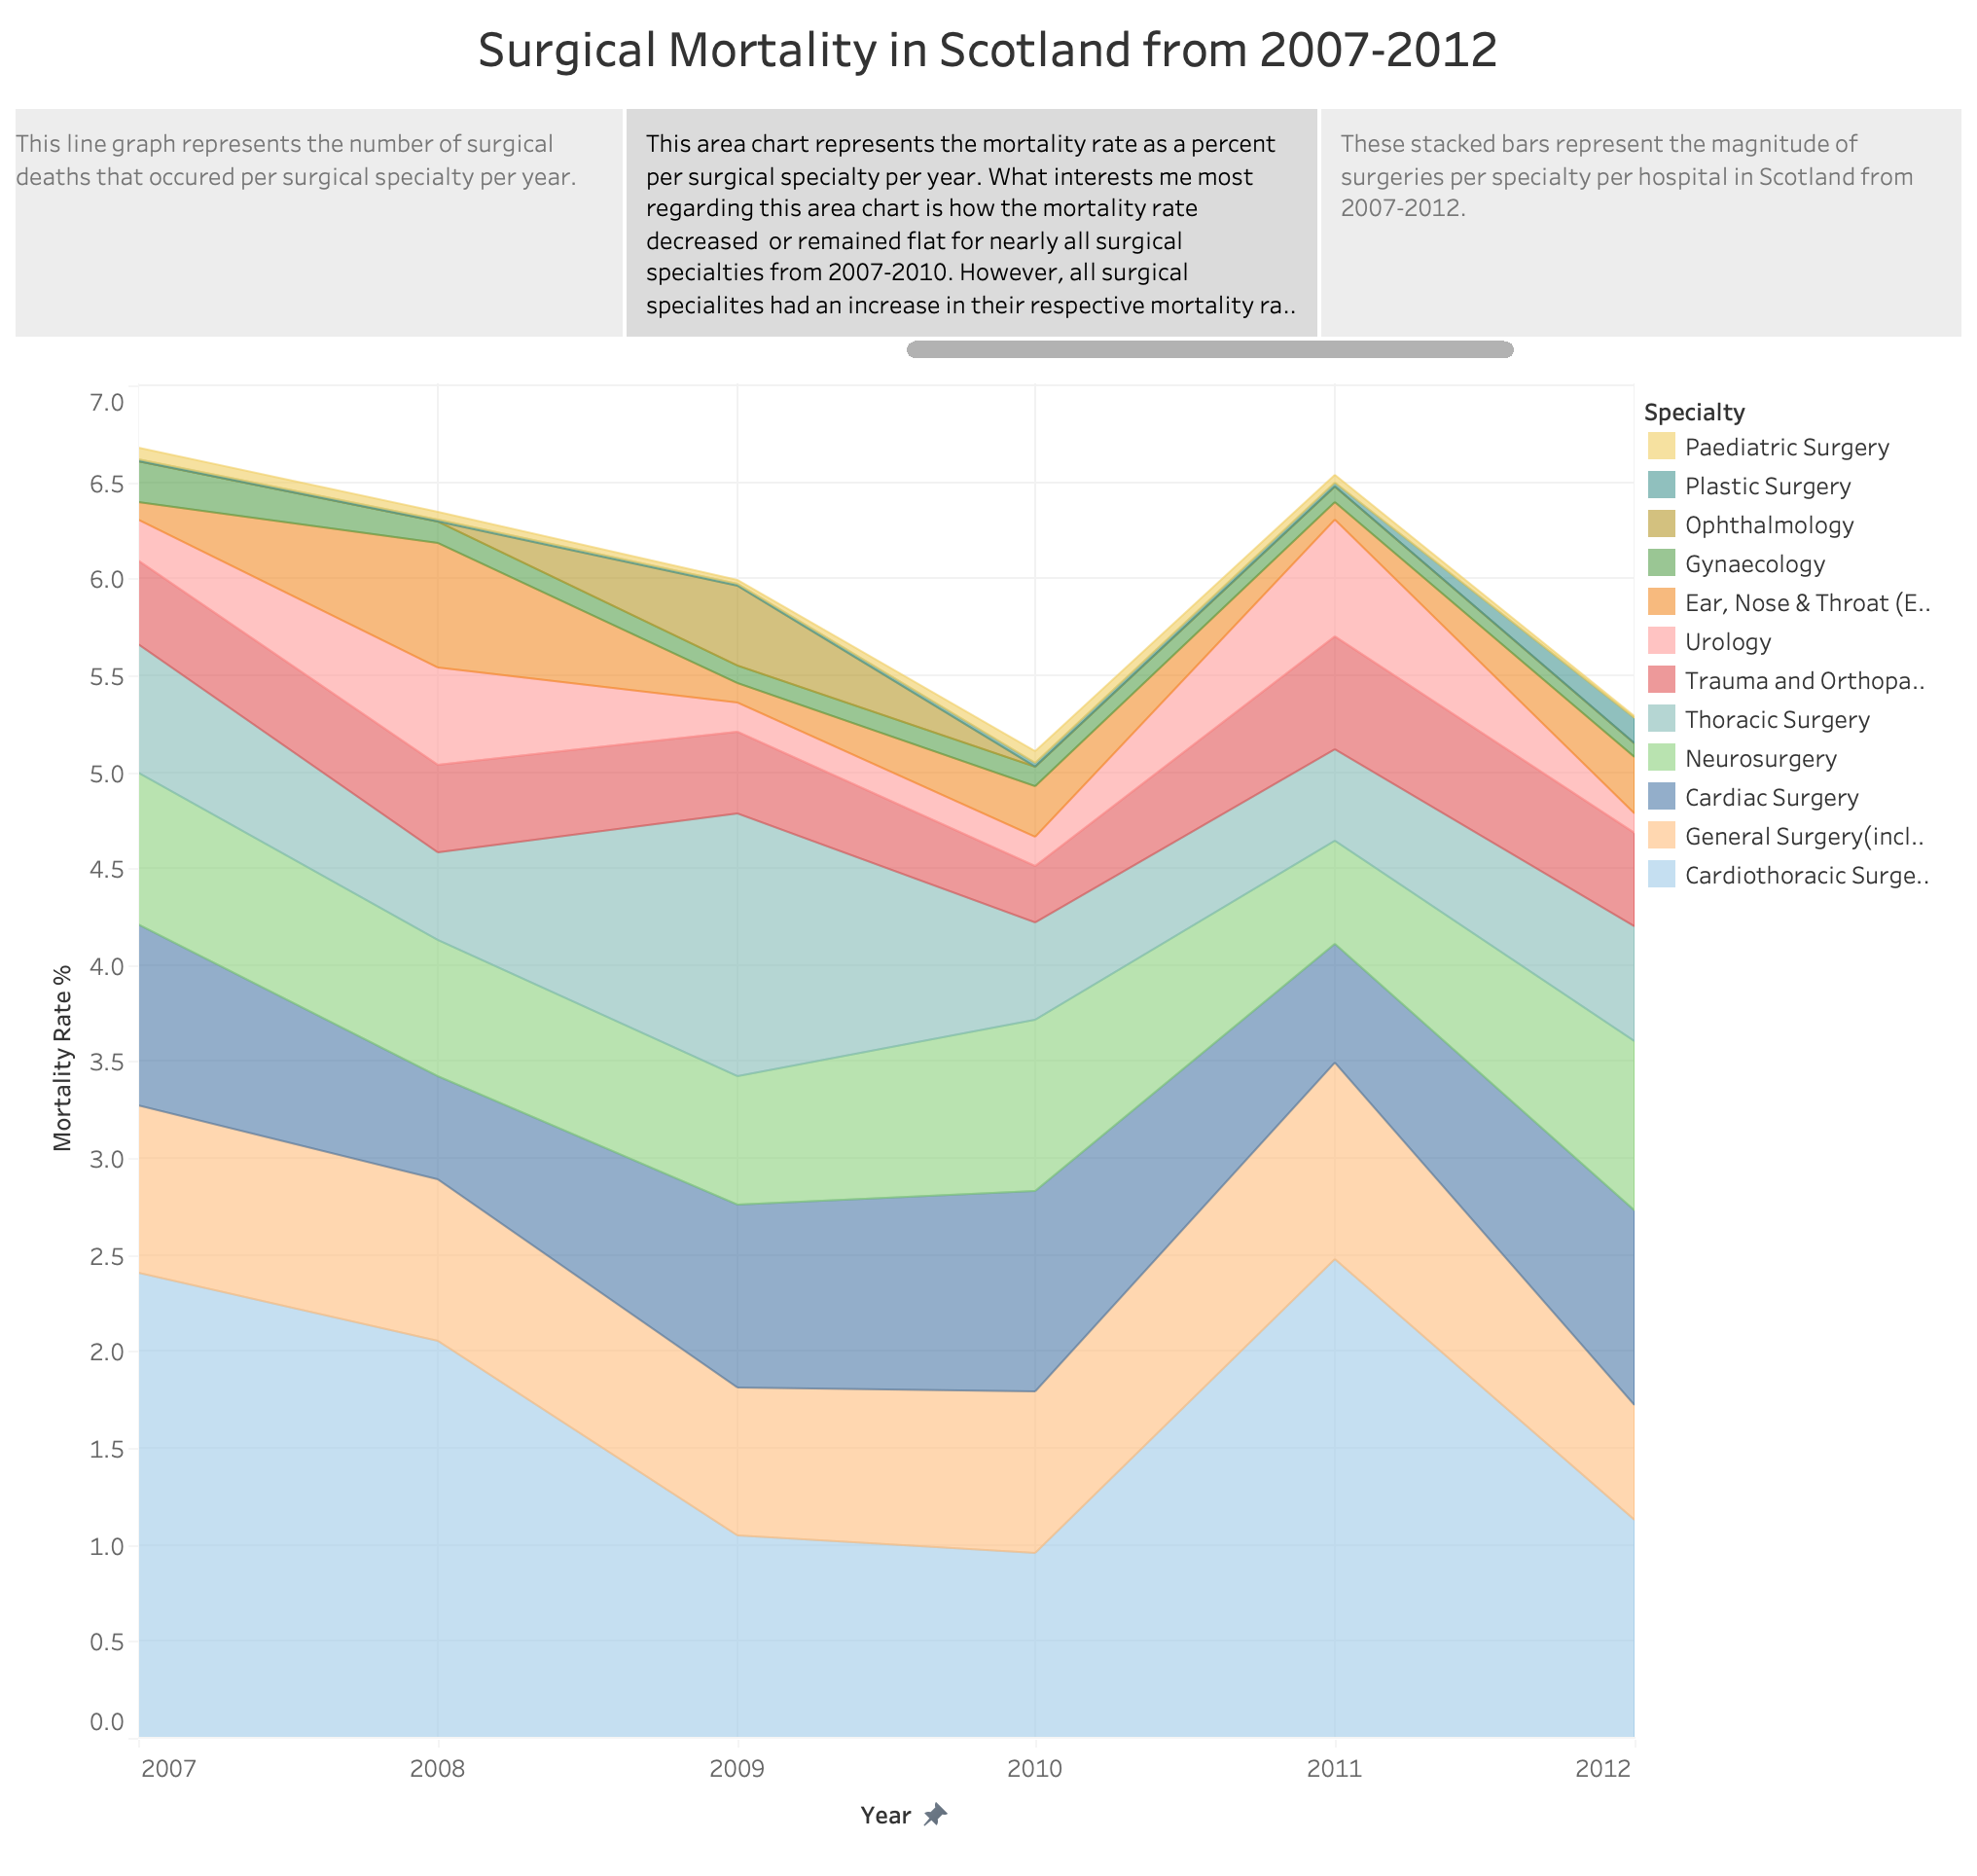 Surgical Mortality in Scotland from 2007-2012
This line graph represents the number of surgical
deaths that occured per surgical specialty per year.
This area chart represents the mortality rate as a percent
per surgical specialty per year. What interests me most
regarding this area chart is how the mortality rate
decreased  or remained flat for nearly all surgical
specialties from 2007-2010. However, all surgical
specialites had an increase in their respective mortality ra..
These stacked bars represent the magnitude of
surgeries per specialty per hospital in Scotland from
2007-2012.
7.0
6.5
6.0
5.5
5.0
4.5
4.0
3.5
3.0
2.5
2.0
1.5
1.0
0.5
0.0
Mortality Rate %
2007
2008
2009
2010
2011
2012
Year
Specialty
Paediatric Surgery
Plastic Surgery
Ophthalmology
Gynaecology
Ear, Nose & Throat (E..
Urology
Trauma and Orthopa..
Thoracic Surgery
Neurosurgery
Cardiac Surgery
General Surgery(incl..
Cardiothoracic Surge..